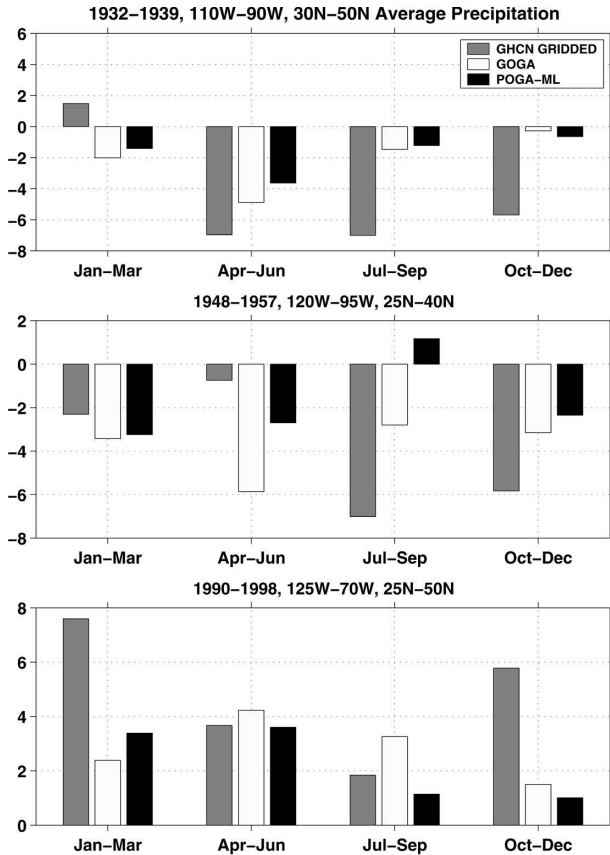 1932−1939, 110W−90W, 30N−50N Average Precipitation
6
4
2
0
−2
−4
−6
−8
GHCN GRIDDED
GOGA
POGA−ML
Jan−Mar Apr−Jun Jul−Sep Oct−Dec
1948−1957, 120W−95W, 25N−40N
2
0
−2
−4
−6
−8
Jan−Mar Apr−Jun Jul−Sep Oct−Dec
1990−1998, 125W−70W, 25N−50N
8
6
4
2
0
Jan−Mar Apr−Jun Jul−Sep Oct−Dec